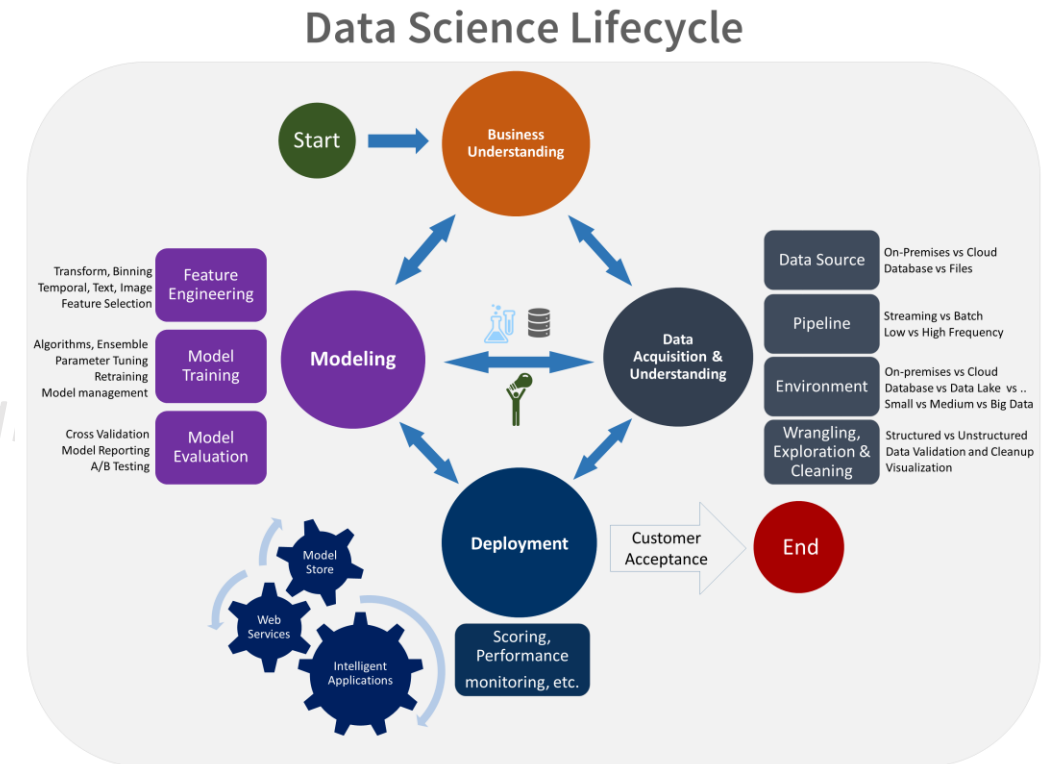 Data Science Lifecycle
Start
Business
Understanding
Transform, Binning
Temporal, Text, Image
Feature Selection
Feature
Engineering
Algorithms, Ensemble
Parameter Tuning
Retraining
Model management
Model
Training
Cross Validation
Model Reporting
A/B Testing
Model
Evaluation
Modeling
Data
Acquisition &
Understanding
Data Source
On-Premises vs Cloud
Database vs Files
Pipeline
Streaming vs Batch
Low vs High Frequency
Environment
On-premises vs Cloud
Database vs Data Lake vs ..
Small vs Medium vs Big Data
Wrangling,
Exploration &
Cleaning
Structured vs Unstructured
Data Validation and Cleanup
Visualization
Deployment
Customer
Acceptance
End
Model
Store
Web
Services
Intelligent
Applications
Scoring,
Performance
monitoring, etc.